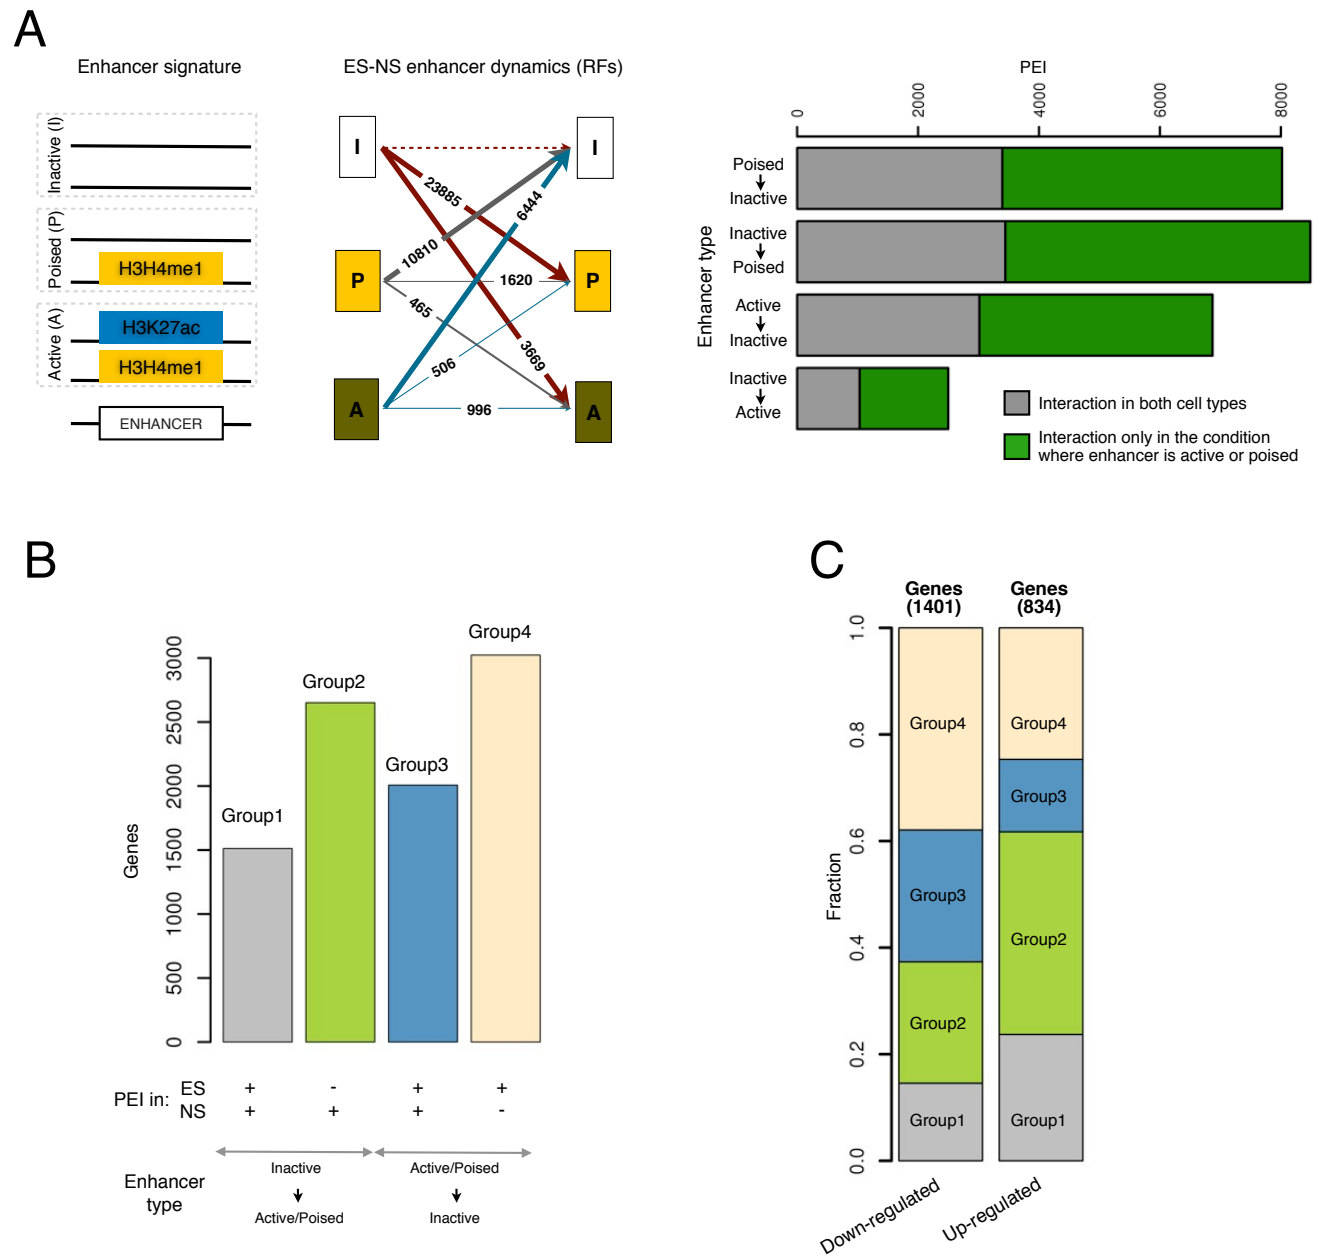 A
Enhancer signature
Inactive (I)
Poised (P)
H3H4me1
Active (A)
H3K27ac
H3H4me1
ENHANCER
ES-NS enhancer dynamics (RFs)
I
I
23885
6444
10810
P
1620
P
465
3669
506
A
996
A
PEI
0
2000
4000
6000
8000
Enhancer type
Poised
Inactive
Inactive
Poised
Active
Inactive
Inactive
Active
Interaction in both cell types
Interaction only in the condition
where enhancer is active or poised
B
Genes
3000
2500
2000
1500
1000
500
0
Group1
Group2
Group3
Group4
PEI in:
ES + - + +
NS + + + -
Enhancer
type
Inactive
Active/Poised
Active/Poised
Inactive
C
Genes
(1401)
Genes
(834)
Fraction
1.0
0.8
0.6
0.4
0.2
0.0
Group4
Group3
Group2
Group1
Group4
Group3
Group2
Group1
Down-regulated
Up-regulated